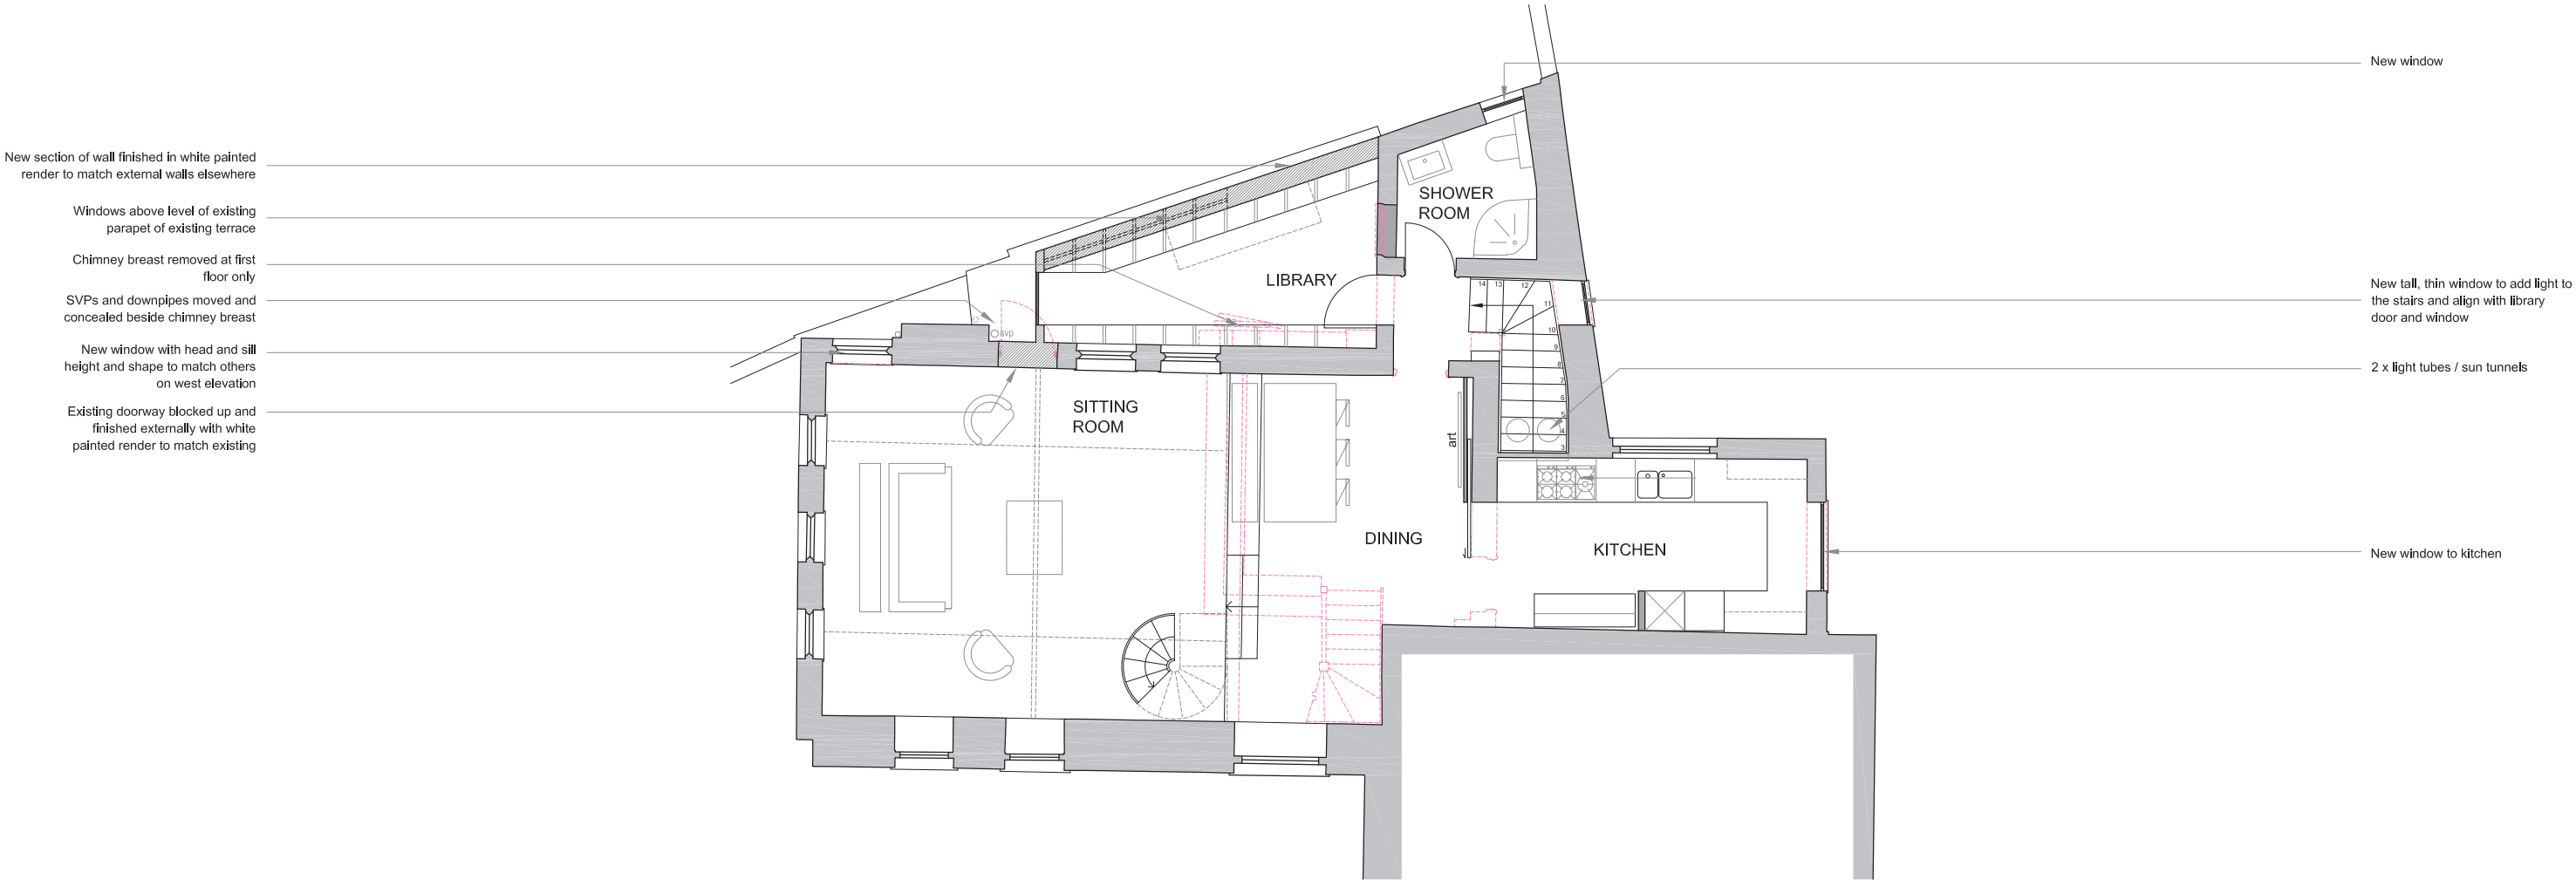 New section of wall finished in white painted
render to match external walls elsewhere
Windows above level of existing
parapet of existing terrace
Chimney breast removed at first
floor only
SVPs and downpipes moved and
concealed beside chimney breast
New window with head and sill
height and shape to match others
on west elevation
Existing doorway blocked up and
finished externally with white
painted render to match existing
svp
SITTING
ROOM
LIBRARY
SHOWER
ROOM
14
13
12
11
10
9
8
7
6
5
4
3
art
DINING
KITCHEN
New window
New tall, thin window to add light to
the stairs and align with library
door and window
2 x light tubes / sun tunnels
New window to kitchen